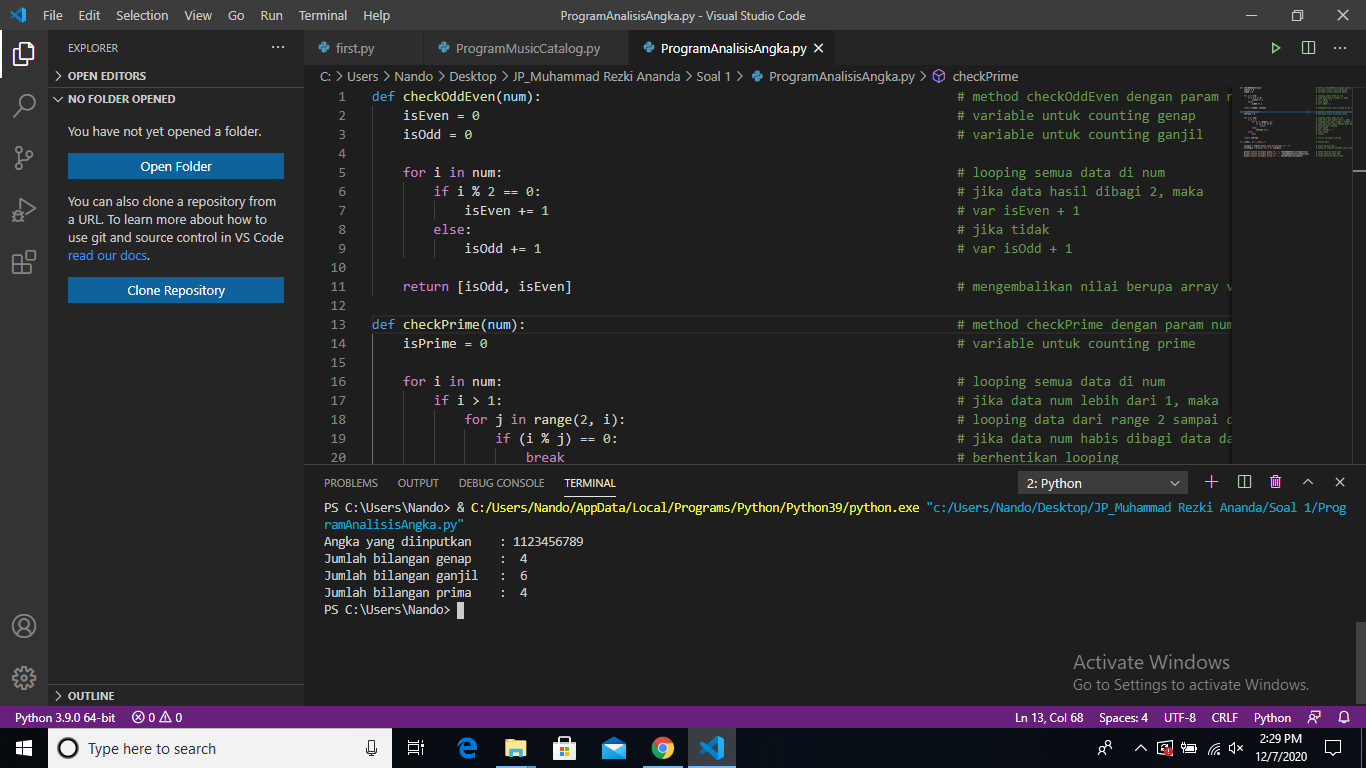 File Edit Selection View Go Run Terminal Help ProgramAnalisisAngka.py - Visual Studio Code
EXPLORER
OPEN EDITORS
NO FOLDER OPENED
You have not yet opened a folder.
Open Folder
You can also clone a repository from
a URL. To learn more about how to
use git and source control in VS Code
read our docs.
Clone Repository
OUTLINE
first.py ProgramMusicCatalog.py ProgramAnalisisAngka.py
C: > Users > Nando > Desktop > JP_Muhammad Rezki Ananda > Soal 1 > ProgramAnalisisAngka.py > checkPrime
1 def checkOddEven(num): # method checkOddEven dengan param n
2 isEven = 0 # variable untuk counting genap
3 isOdd = 0 # variable untuk counting ganjil
4
5 for i in num: # looping semua data di num
6 if i % 2 == 0: # jika data hasil dibagi 2, maka
7 isEven += 1 # var isEven + 1
8 else: # jika tidak
9 isOdd += 1 # var isOdd + 1
10
11 return [isOdd, isEven] # mengembalikan nilai berupa array v
12
13 def checkPrime(num): # method checkPrime dengan param num
14 isPrime = 0 # variable untuk counting prime
15
16 for i in num: # looping semua data di num
17 if i > 1: # jika data num lebih dari 1, maka
18 for j in range(2, i): # looping data dari range 2 sampai d
19 if (i % j) == 0: # jika data num habis dibagi data da
20 break # berhentikan looping
PROBLEMS OUTPUT DEBUG CONSOLE TERMINAL 2: Python
PS C:\Users\Nando> & C:/Users/Nando/AppData/Local/Programs/Python/Python39/python.exe "c:/Users/Nando/Desktop/JP_Muhammad Rezki Ananda/Soal 1/Prog
ramAnalisisAngka.py"
Angka yang diinputkan : 1123456789
Jumlah bilangan genap : 4
Jumlah bilangan ganjil : 6
Jumlah bilangan prima : 4
PS C:\Users\Nando>
Activate Windows
Go to Settings to activate Windows.
Python 3.9.0 64-bit 0 0 Ln 13, Col 68 Spaces: 4 UTF-8 CRLF Python
Type here to search
2:29 PM
12/7/2020